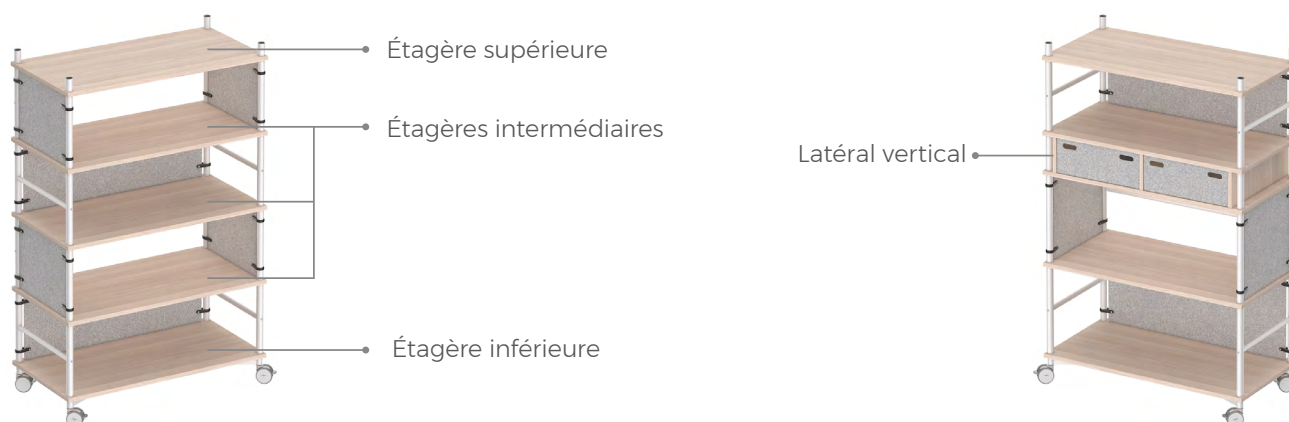 Étagère supérieure
Étagères intermédiaires
Latéral vertical
Étagère inférieure